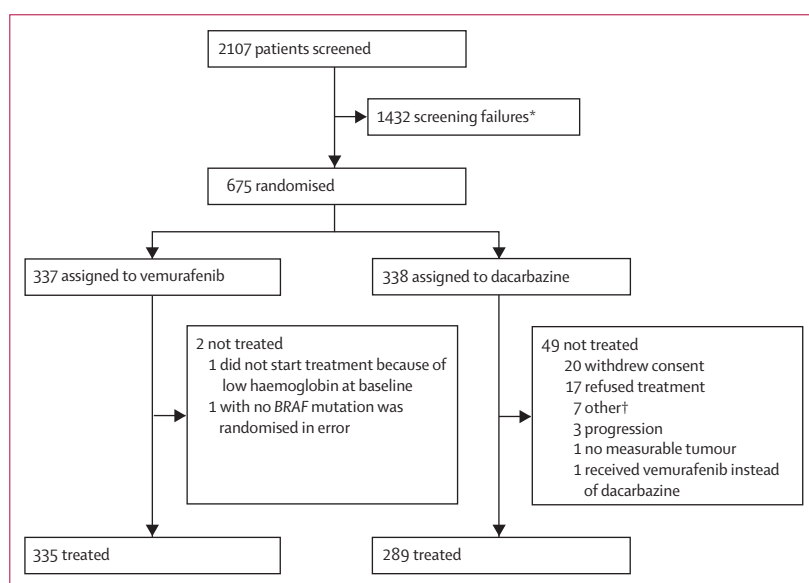 2107 patients screened
1432 screening failures*
675 randomised
337 assigned to vemurafenib
338 assigned to dacarbazine
2 not treated
1 did not start treatment because of
low haemoglobin at baseline
1 with no BRAF mutation was
randomised in error
49 not treated
20 withdrew consent
17 refused treatment
7 other†
3 progression
1 no measurable tumour
1 received vemurafenib instead
of dacarbazine
335 treated
289 treated